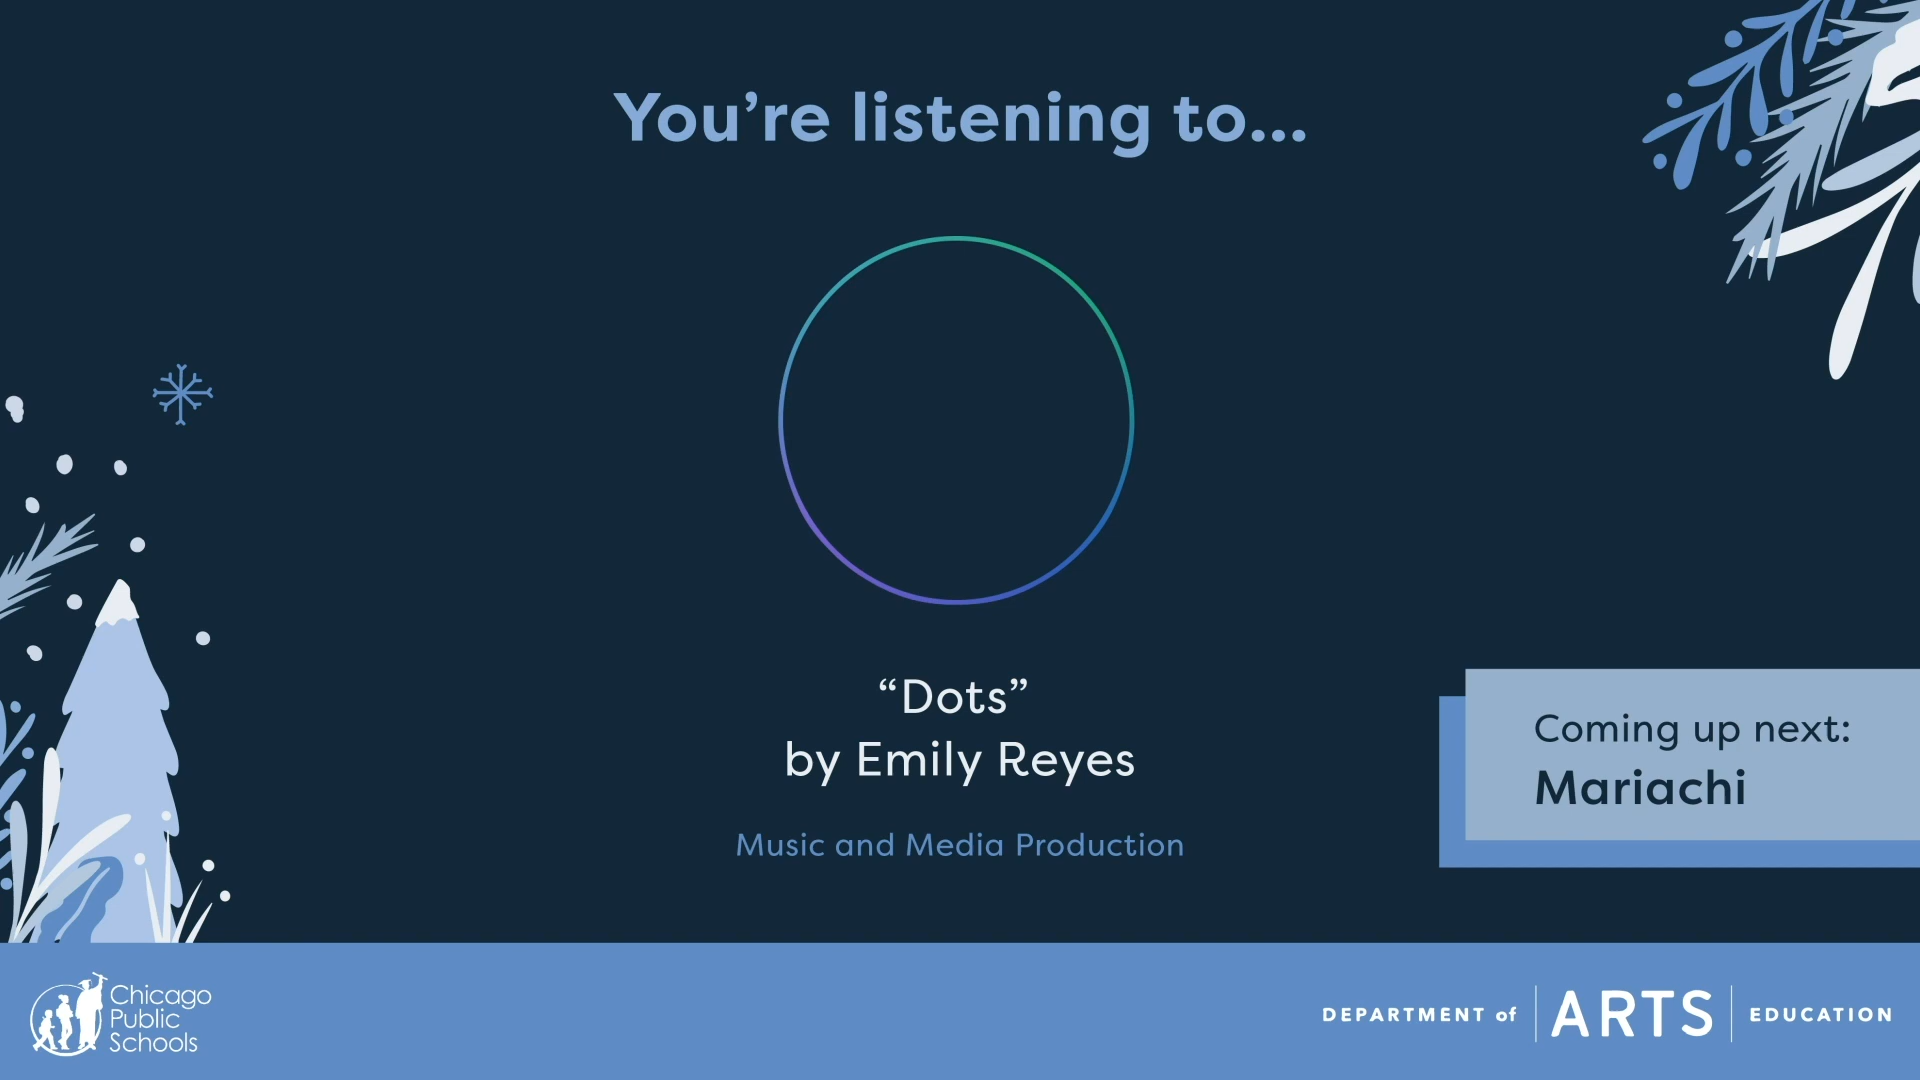 You’re listening to...
“Dots”
by Emily Reyes
Music and Media Production
Coming up next:
Mariachi
Chicago
Public
Schools
DEPARTMENT of ARTS EDUCATION